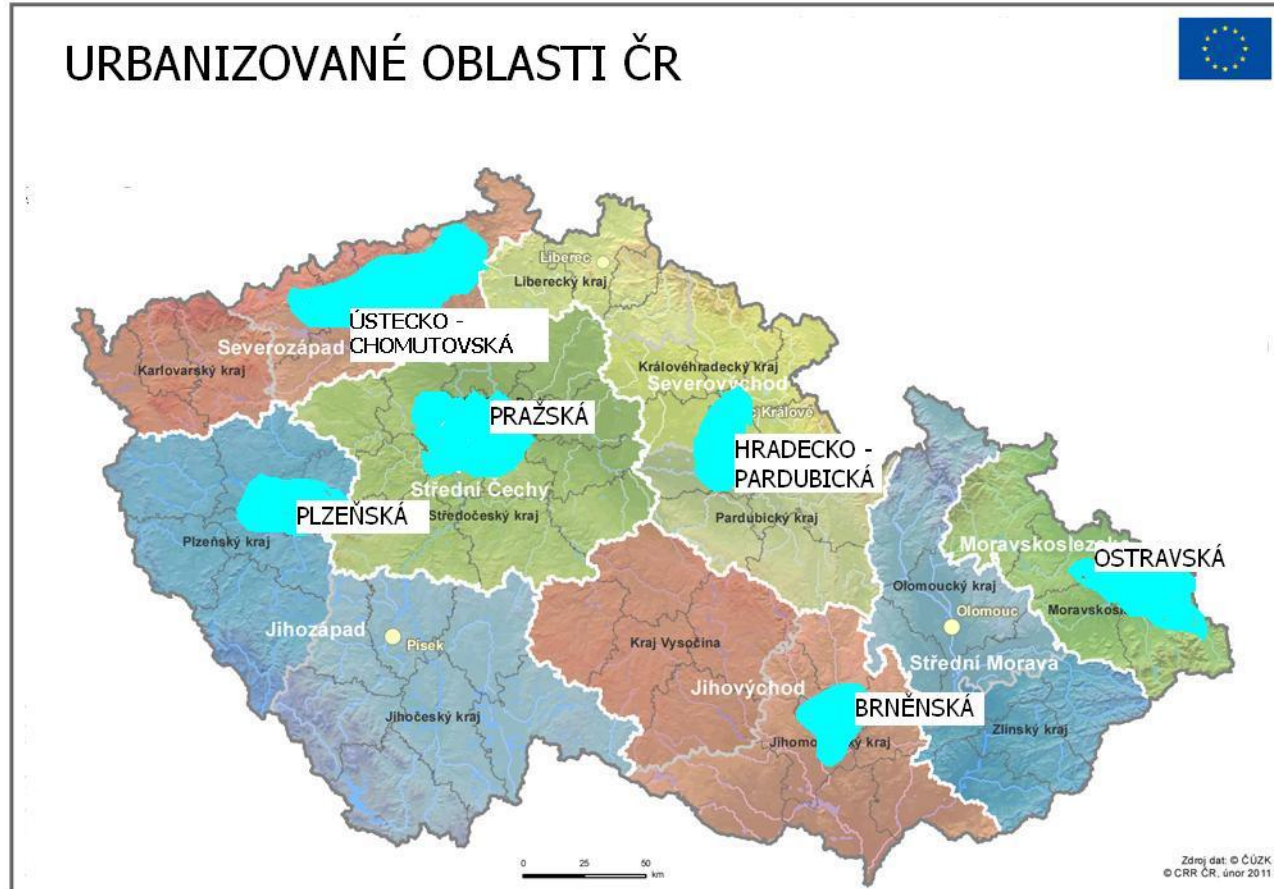 URBANIZOVANÉ OBLASTI ČR
Liberec
Liberecký kraj
ÚSTECKO -
CHOMUTOVSKÁ
Severozápad
Karlovarský kraj
Královéhradecký kraj
Severovýchod
Králové
PRAŽSKÁ
HRADECKO -
PARDUBICKÁ
Střední Čechy
Středočeský kraj
PLZEŇSKÁ
Plzeňský kraj
Pardubický kraj
OSTRAVSKÁ
Olomoucký kraj
Olomouc
Jihozápad
Písek
Kraj Vysočina
Střední Morava
Jihovýchod
BRNĚNSKÁ
Jihočeský kraj
Zlínský kraj
0 25 50
km
Zdroj dat: © ČÚZK
© CRR ČR, únor 2011